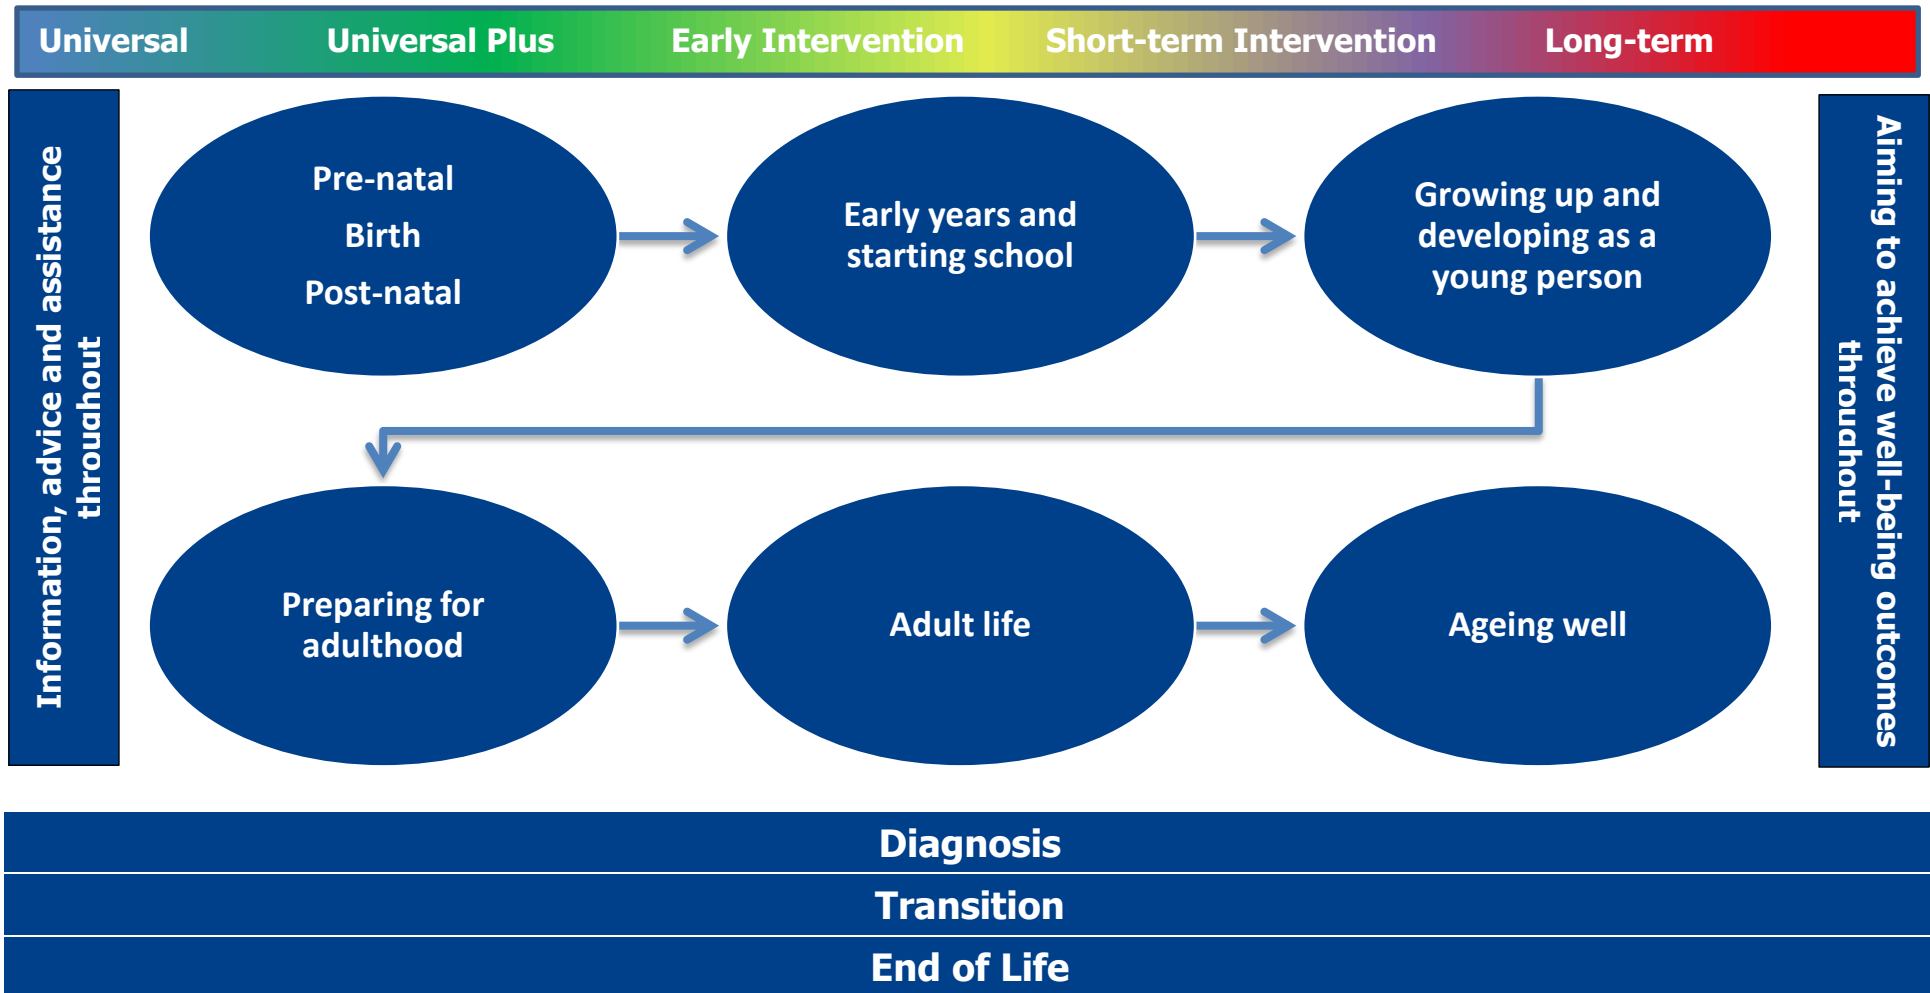 Universal Universal Plus Early Intervention Short-term Intervention Long-term
Information, advice and assistance
throughout
Pre-natal
Birth
Post-natal
Early years and
starting school
Growing up and
developing as a
young person
Aiming to achieve well-being outcomes
throughout
Preparing for
adulthood
Adult life
Ageing well
Diagnosis
Transition
End of Life